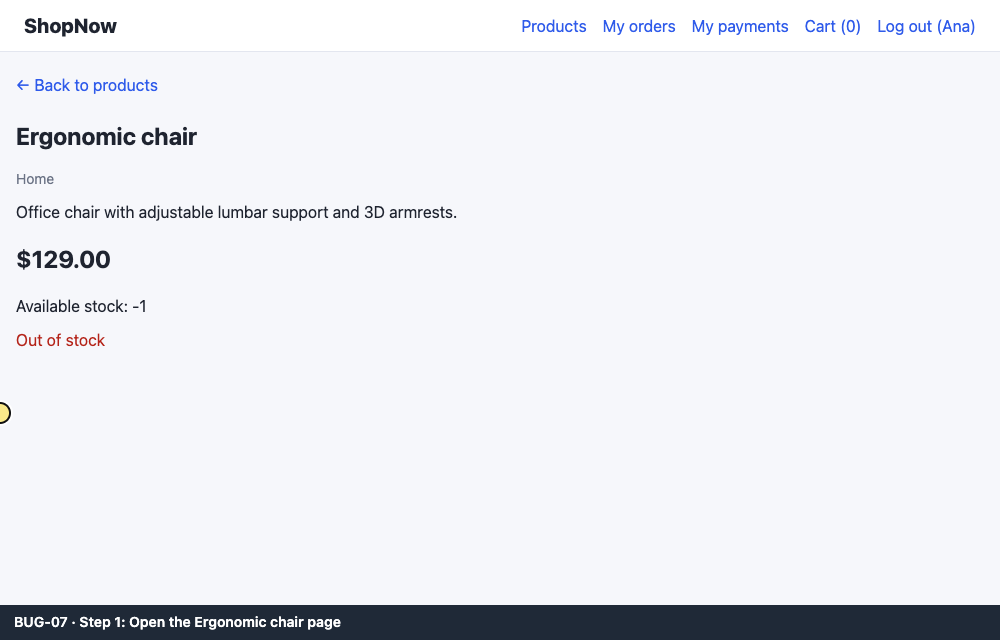 ShopNow
Products My orders My payments Cart (0) Log out (Ana)
← Back to products
Ergonomic chair
Home
Office chair with adjustable lumbar support and 3D armrests.
$129.00
Available stock: -1
Out of stock
BUG-07 · Step 1: Open the Ergonomic chair page